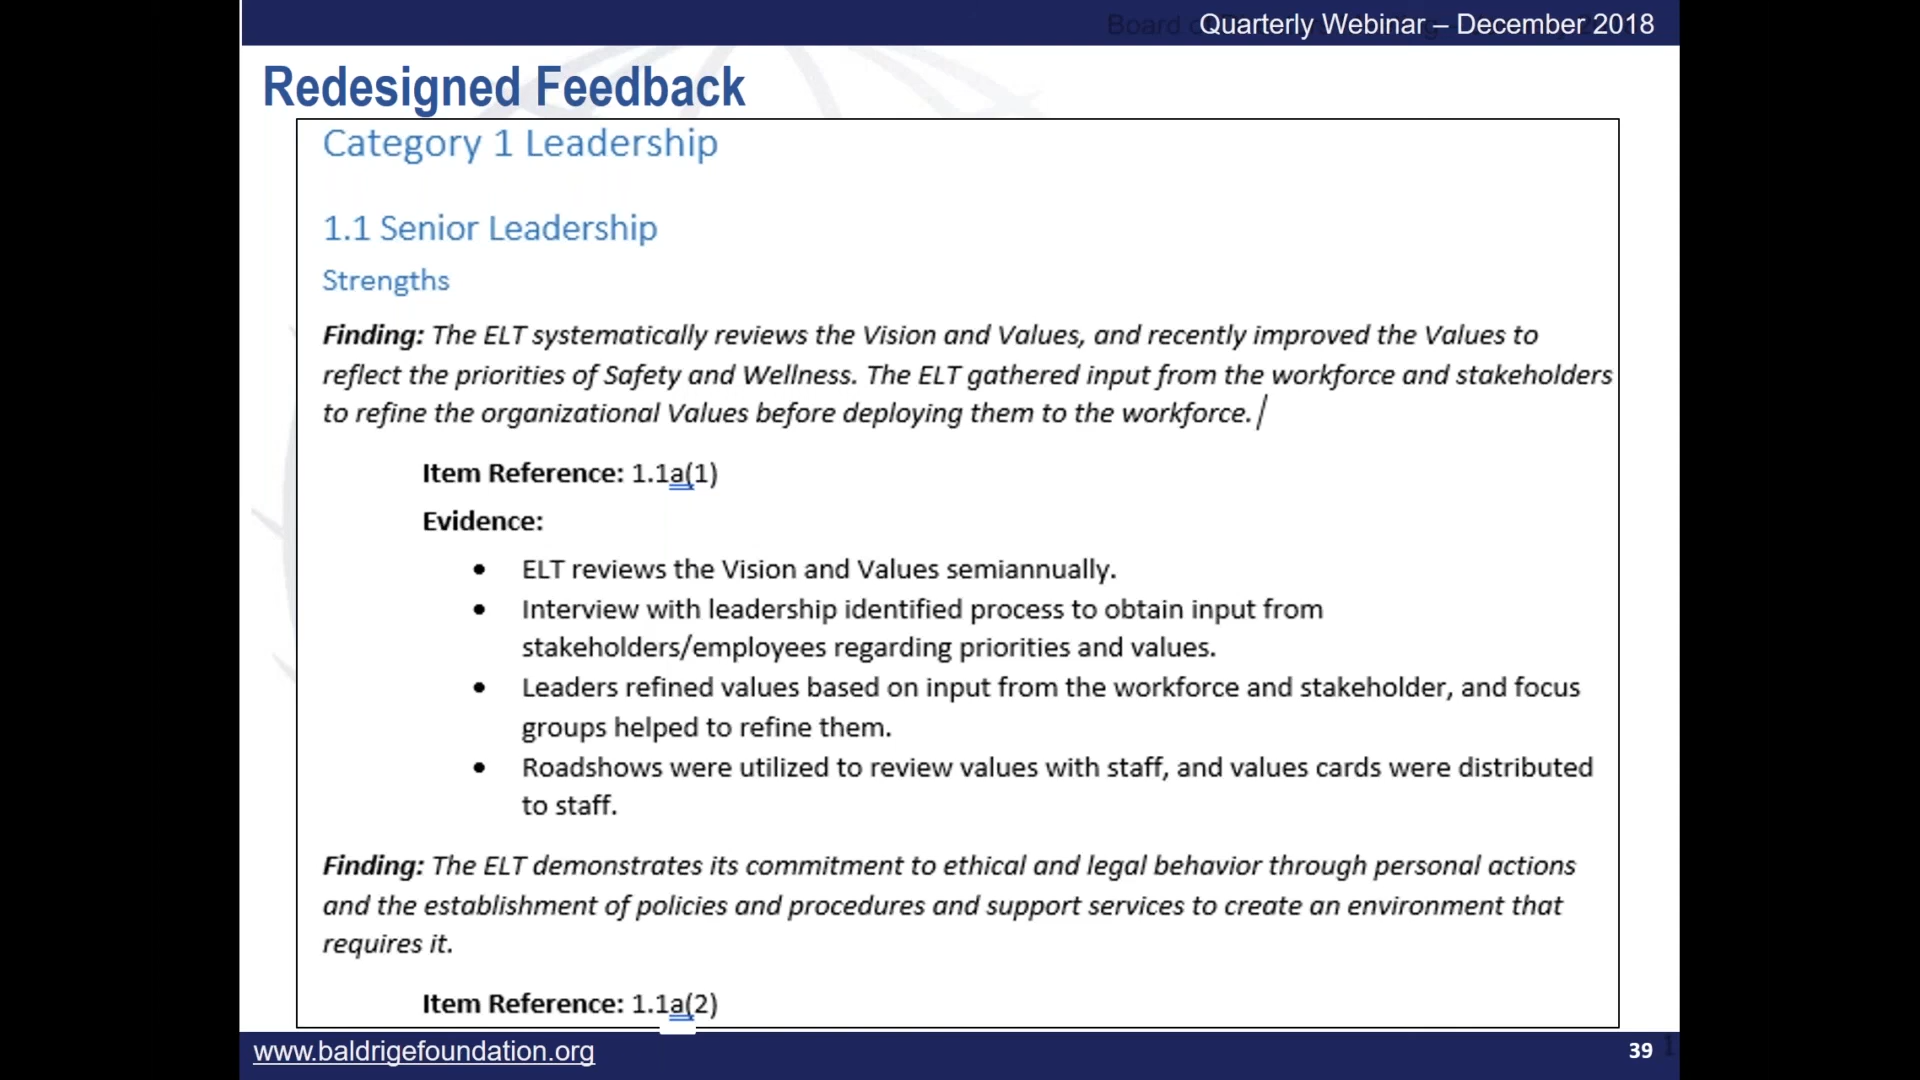 Quarterly Webinar – December 2018
Redesigned Feedback
Category 1 Leadership
1.1 Senior Leadership
Strengths
Finding: The ELT systematically reviews the Vision and Values, and recently improved the Values to
reflect the priorities of Safety and Wellness. The ELT gathered input from the workforce and stakeholders
to refine the organizational Values before deploying them to the workforce.
Item Reference: 1.1a(1)
Evidence:
• ELT reviews the Vision and Values semiannually.
• Interview with leadership identified process to obtain input from
stakeholders/employees regarding priorities and values.
• Leaders refined values based on input from the workforce and stakeholder, and focus
groups helped to refine them.
• Roadshows were utilized to review values with staff, and values cards were distributed
to staff.
Finding: The ELT demonstrates its commitment to ethical and legal behavior through personal actions
and the establishment of policies and procedures and support services to create an environment that
requires it.
Item Reference: 1.1a(2)
www.baldrigefoundation.org
39